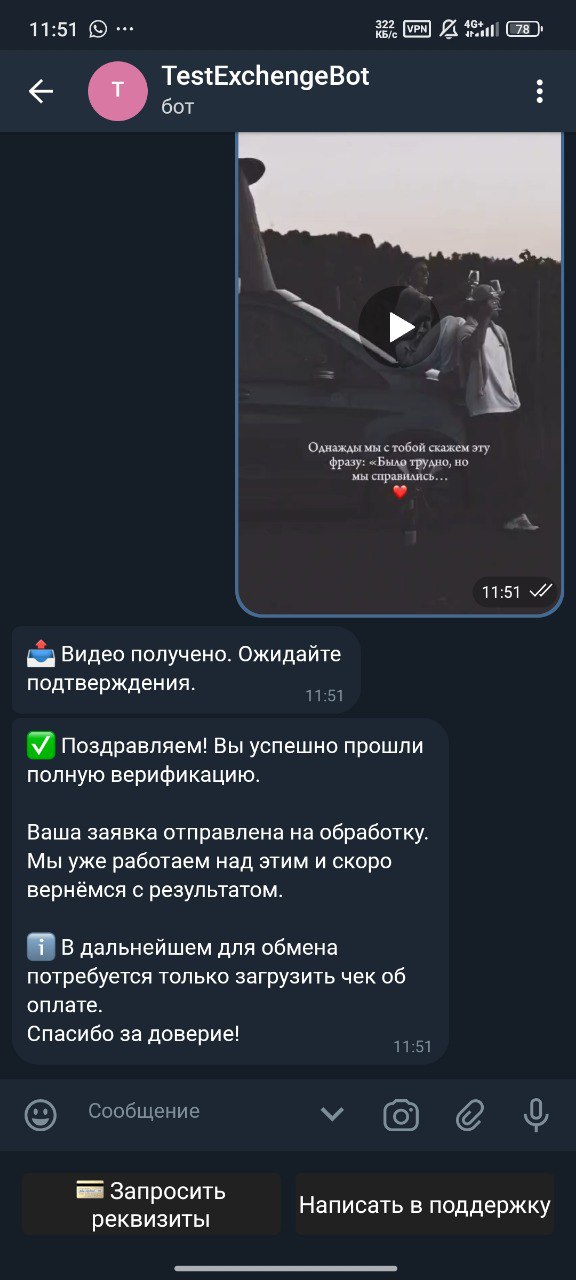 11:51
322
КБ/с
VPN
4G+
78
T
TestExchengeBot
бот
Однажды мы с тобой скажем эту
фразу: «Было трудно, но
мы справились…
11:51
Видео получено. Ожидайте
подтверждения.
11:51
Поздравляем! Вы успешно прошли
полную верификацию.
Ваша заявка отправлена на обработку.
Мы уже работаем над этим и скоро
вернёмся с результатом.
В дальнейшем для обмена
потребуется только загрузить чек об
оплате.
Спасибо за доверие!
11:51
Сообщение
Запросить
реквизиты
Написать в поддержку